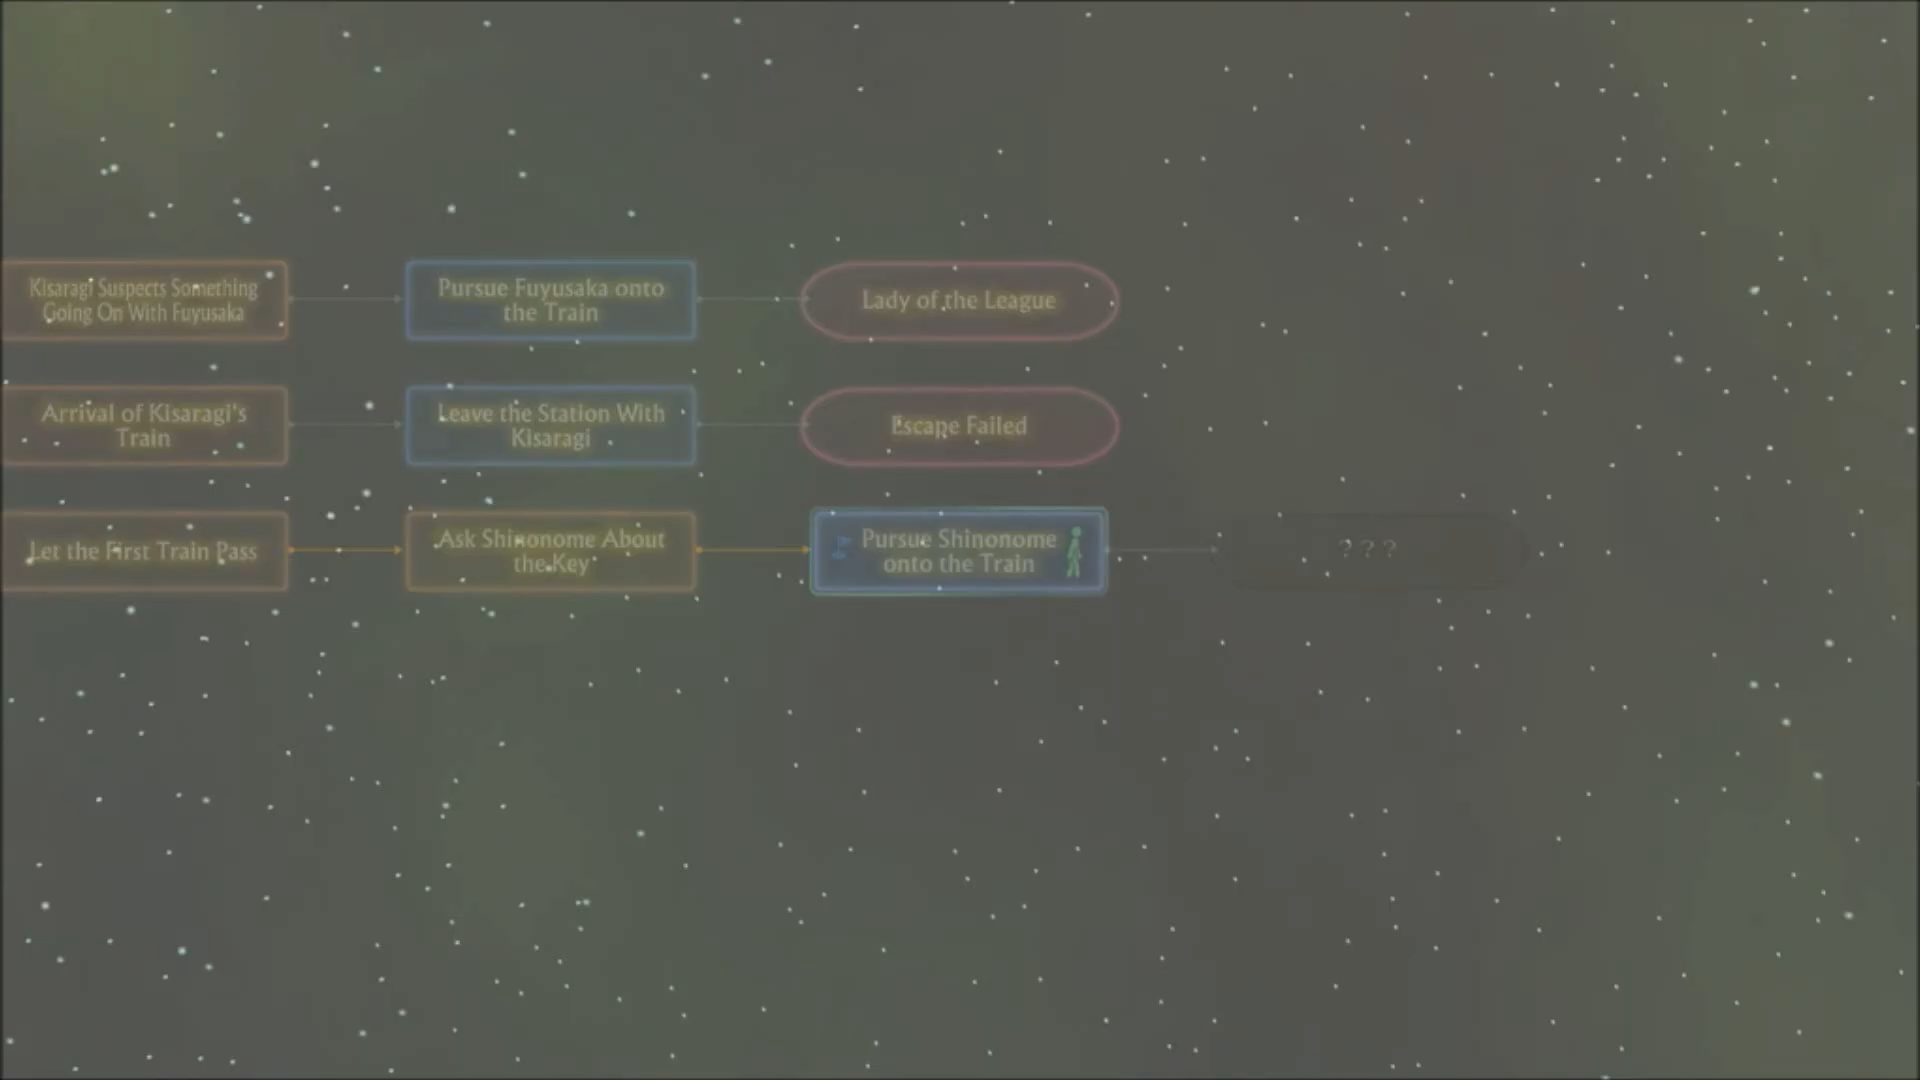 Kisaragi Suspects Something
Going On With Fuyusaka
Pursue Fuyusaka onto
the Train
Lady of the League
Arrival of Kisaragi's
Train
Leave the Station With
Kisaragi
Escape Failed
Let the First Train Pass
Ask Shinonome About
the Key
Pursue Shinonome
onto the Train
? ? ?